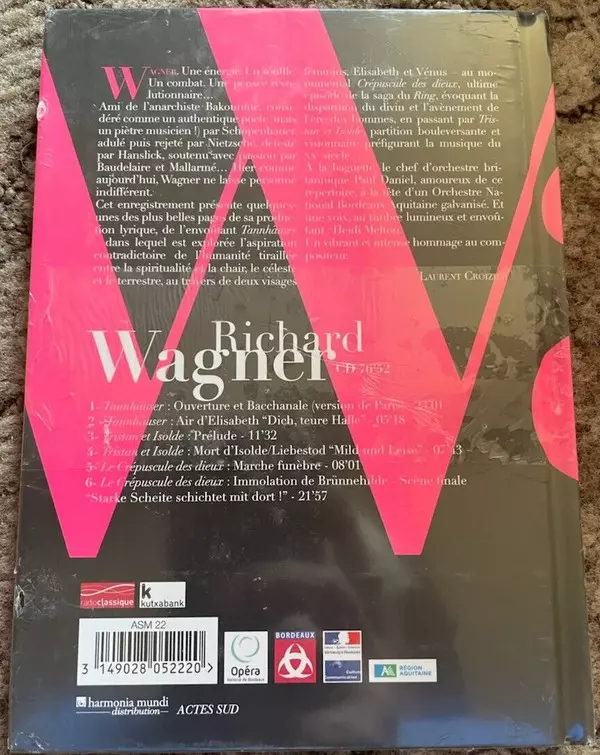 WAGNER. Une énergie. Un souffle.
Un combat. Une pensée révo-
lutionnaire…
Ami de l'anarchiste Bakounine, consi-
déré comme un authentique poète (mais
un piètre musicien !) par Schopenhauer
adulé puis rejeté par Nietzsche, détesté
par Hanslick, soutenu avec passion par
Baudelaire et Mallarmé… Hier comme
aujourd'hui, Wagner ne laisse personne
indifférent.
Cet enregistrement présente quelques-
unes des plus belles pages de sa produc-
tion lyrique, de l'envoûtant Tannhäuser
dans lequel est explorée l'aspiration
contradictoire de l'humanité tiraillée
entre la spiritualité et la chair, le céleste
et le terrestre, au travers de deux visages
féminins, Elisabeth et Vénus – au mo-
numental Crépuscule des dieux, ultime
épisode de la saga du Ring, évoquant la
disparition du divin et l'avènement de
l'ère des hommes, en passant par Tris-
tan et Isolde, partition bouleversante et
visionnaire préfigurant la musique du
XXe siècle.
À la baguette, le chef d'orchestre bri-
tannique Paul Daniel, amoureux de ce
répertoire, à la tête d'un Orchestre Na-
tional Bordeaux Aquitaine galvanisé. Et
une voix, au timbre lumineux et envoû-
tant : Heidi Melton.
Un vibrant et intense hommage au com-
positeur.
LAURENT CROIZIER
Richard
Wagner
CD 76'52
1- Tannhäuser : Ouverture et Bacchanale (version de Paris) - 21'01
2- Tannhäuser : Air d'Elisabeth "Dich, teure Halle" - 05'18
3- Tristan et Isolde : Prélude - 11'32
4- Tristan et Isolde : Mort d'Isolde/Liebestod "Mild und Leise" - 07'43
5- Le Crépuscule des dieux : Marche funèbre - 08'01
6- Le Crépuscule des dieux : Immolation de Brünnehilde – Scène finale
"Starke Scheite schichtet mit dort !" - 21'57
radioclassique
k
kutxabank
ASM 22
3 149028 052220
Opéra
National de Bordeaux
BORDEAUX
RÉGION
AQUITAINE
harmonia mundi
distribution
ACTES SUD